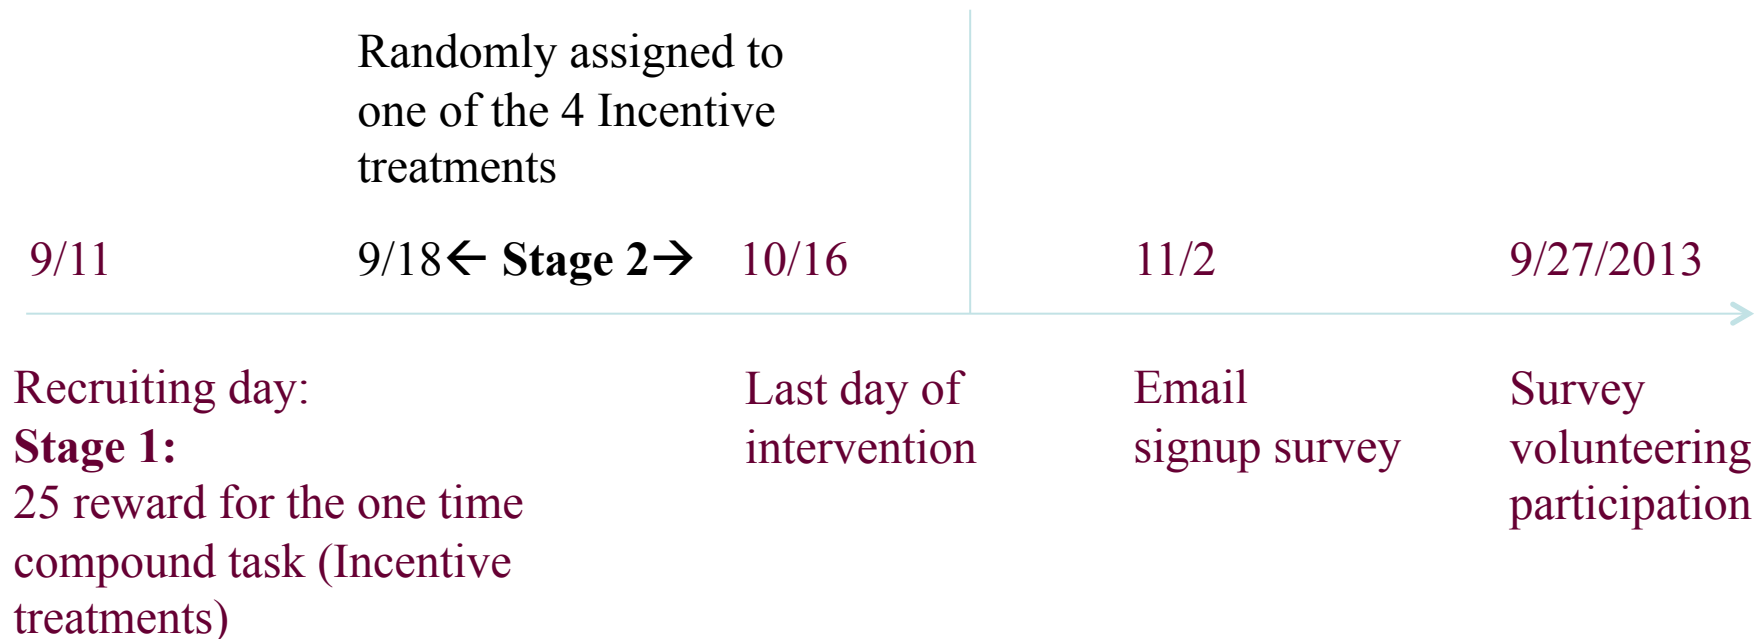 Randomly assigned to
one of the 4 Incentive
treatments
9/11
9/18← Stage 2→
10/16
11/2
9/27/2013
Recruiting day:
Stage 1:
25 reward for the one time
compound task (Incentive
treatments)
Last day of
intervention
Email
signup survey
Survey
volunteering
participation